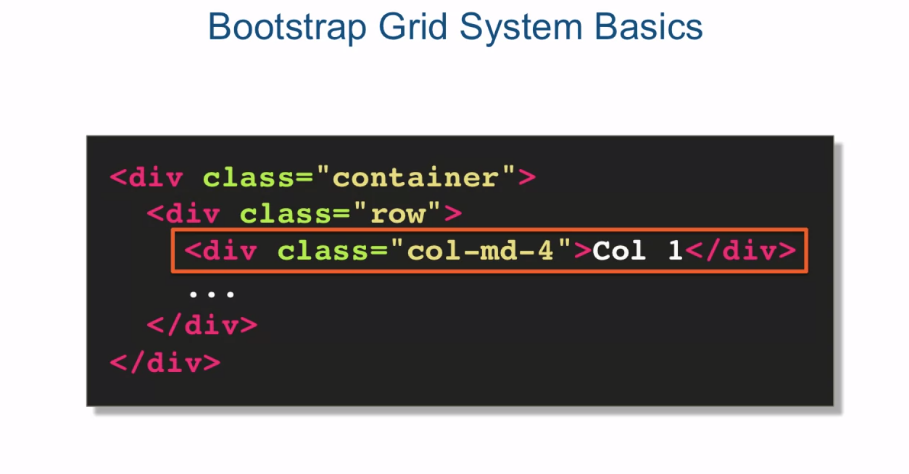 Bootstrap Grid System Basics
<div class="container">
<div class="row">
<div class="col-md-4">Col 1</div>
...
</div>
</div>